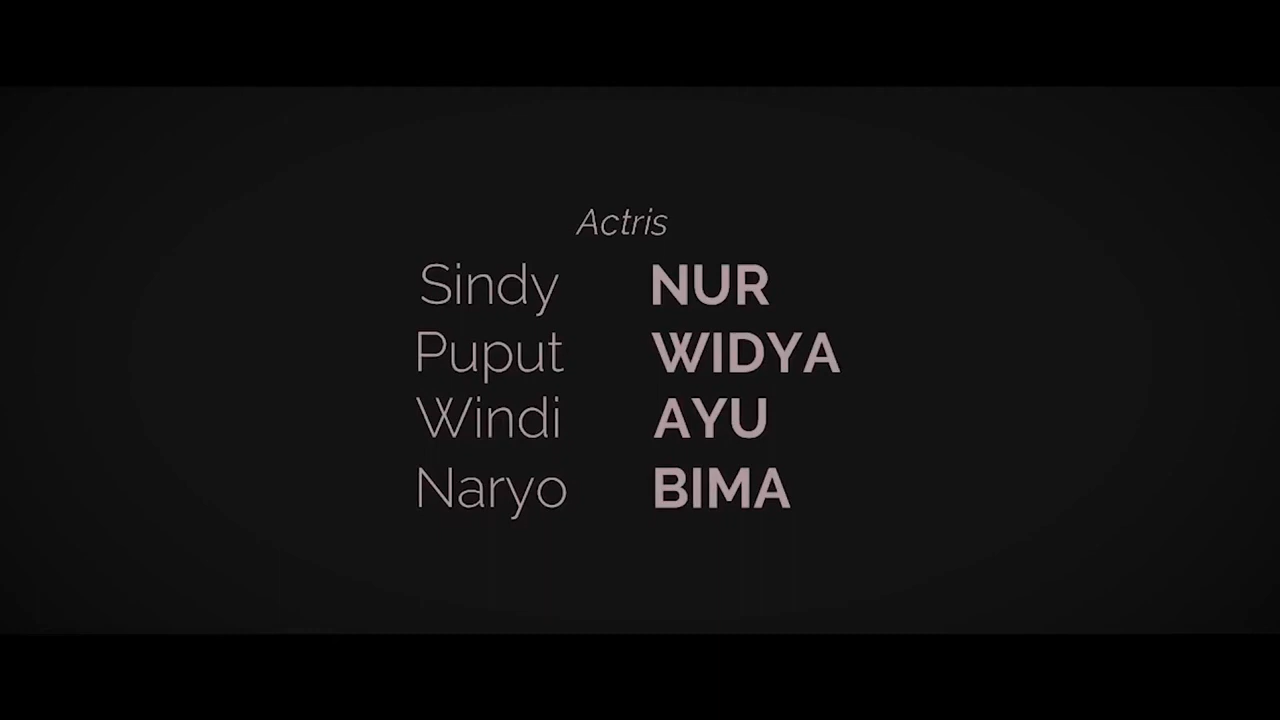 Actris
Sindy NUR
Puput WIDYA
Windi AYU
Naryo BIMA